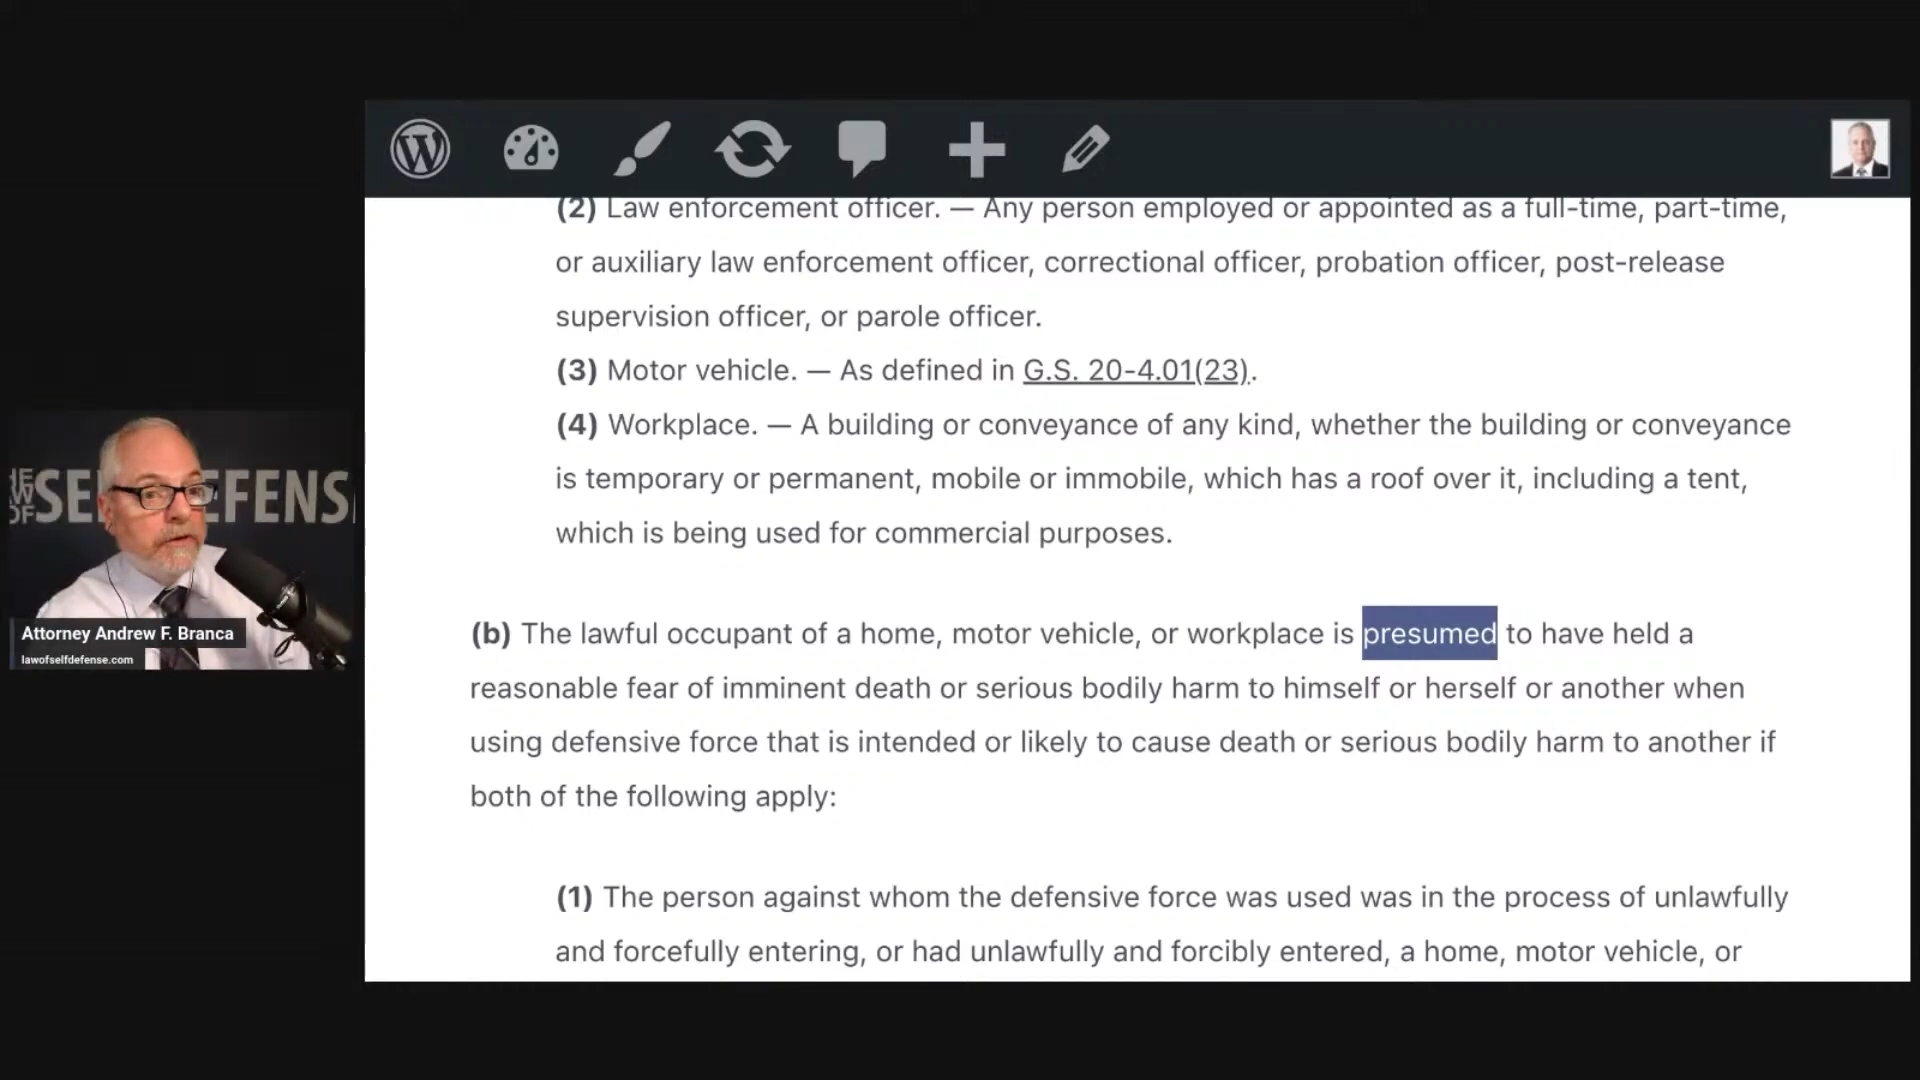 (2) Law enforcement officer. — Any person employed or appointed as a full-time, part-time,
or auxiliary law enforcement officer, correctional officer, probation officer, post-release
supervision officer, or parole officer.
(3) Motor vehicle. — As defined in G.S. 20-4.01(23).
(4) Workplace. — A building or conveyance of any kind, whether the building or conveyance
is temporary or permanent, mobile or immobile, which has a roof over it, including a tent,
which is being used for commercial purposes.
(b) The lawful occupant of a home, motor vehicle, or workplace is presumed to have held a
reasonable fear of imminent death or serious bodily harm to himself or herself or another when
using defensive force that is intended or likely to cause death or serious bodily harm to another if
both of the following apply:
(1) The person against whom the defensive force was used was in the process of unlawfully
and forcefully entering, or had unlawfully and forcibly entered, a home, motor vehicle, or
OF
SE
EFENS
Attorney Andrew F. Branca
lawofselfdefense.com